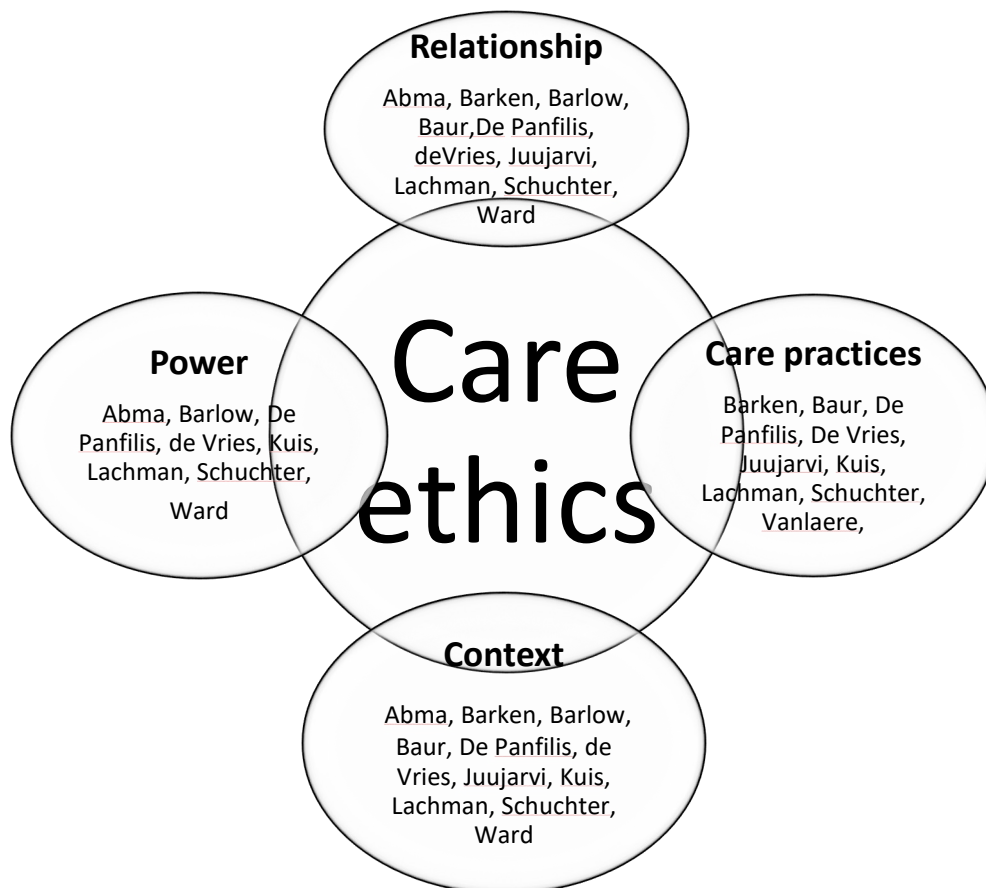 Relationship
Abma, Barken, Barlow,
Baur,De Panfilis,
deVries, Juujarvi,
Lachman, Schuchter,
Ward
Care
ethics
Power
Abma, Barlow, De
Panfilis, de Vries, Kuis,
Lachman, Schuchter,
Ward
Care practices
Barken, Baur, De
Panfilis, De Vries,
Juujarvi, Kuis,
Lachman, Schuchter,
Vanlaere,
Context
Abma, Barken, Barlow,
Baur, De Panfilis, de
Vries, Juujarvi, Kuis,
Lachman, Schuchter,
Ward